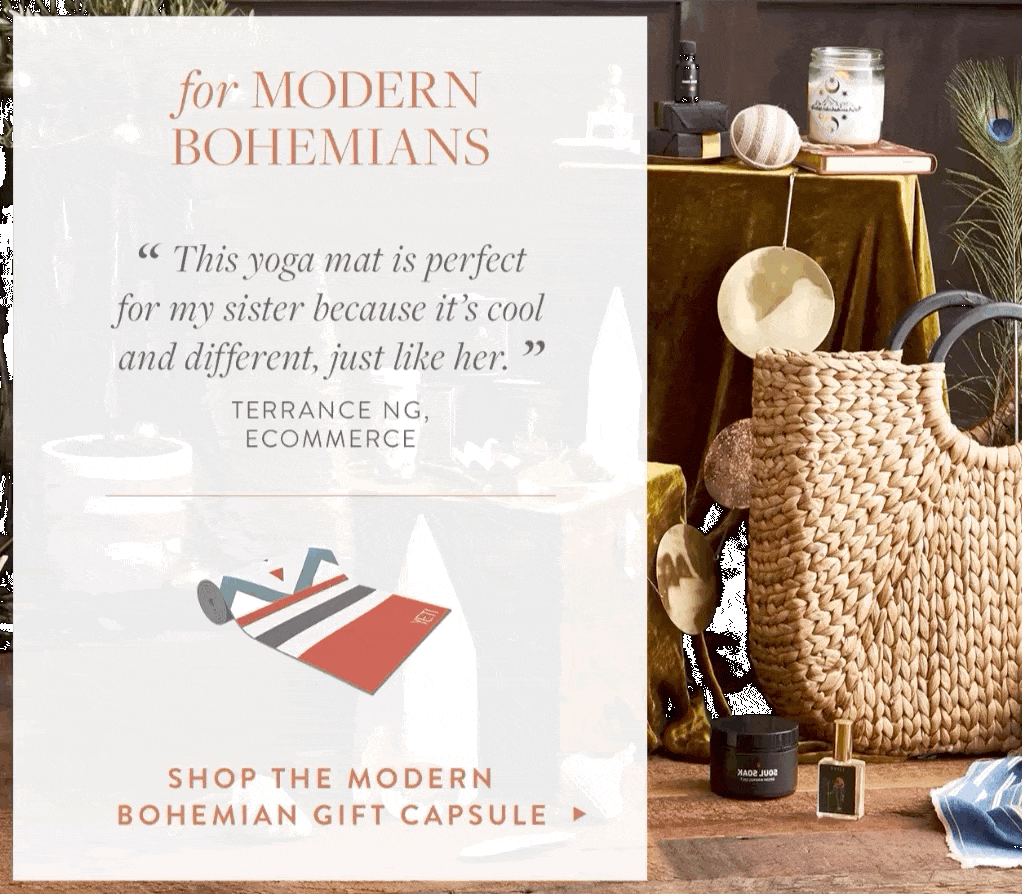 for MODERN
BOHEMIANS
“ This yoga mat is perfect
for my sister because it’s cool
and different, just like her. ”
TERRANCE NG,
ECOMMERCE
YETI
SHOP THE MODERN
BOHEMIAN GIFT CAPSULE ►
SOUL SOAK